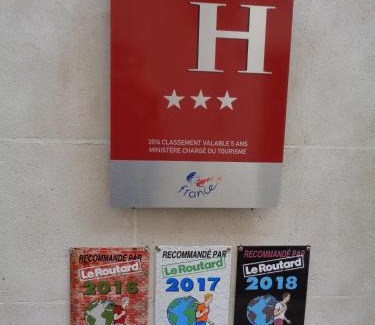 H
2014 CLASSEMENT VALABLE 5 ANS
MINISTÈRE CHARGÉ DU TOURISME
france
RECOMMANDÉ PAR
Le Routard
2016
RECOMMANDÉ PAR
Le Routard
2017
RECOMMANDÉ PAR
Le Routard
2018